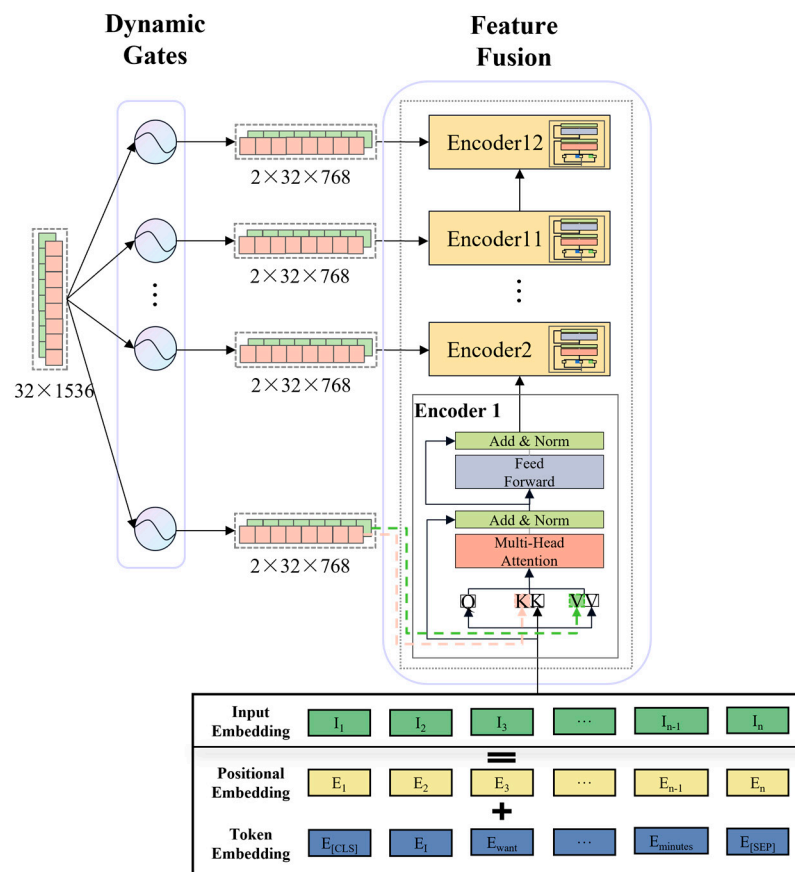 Dynamic
Gates
Feature
Fusion
2×32×768
Encoder12
2×32×768
Encoder11
⋮
⋮
2×32×768
Encoder2
32×1536
Encoder 1
Add & Norm
Feed
Forward
Add & Norm
Multi-Head
Attention
2×32×768
Q K K V V
Input
Embedding
I1 I2 I3 ··· In-1 In
=
Positional
Embedding
E1 E2 E3 ··· En-1 En
+
Token
Embedding
E[CLS] EI Ewant ··· Eminutes E[SEP]